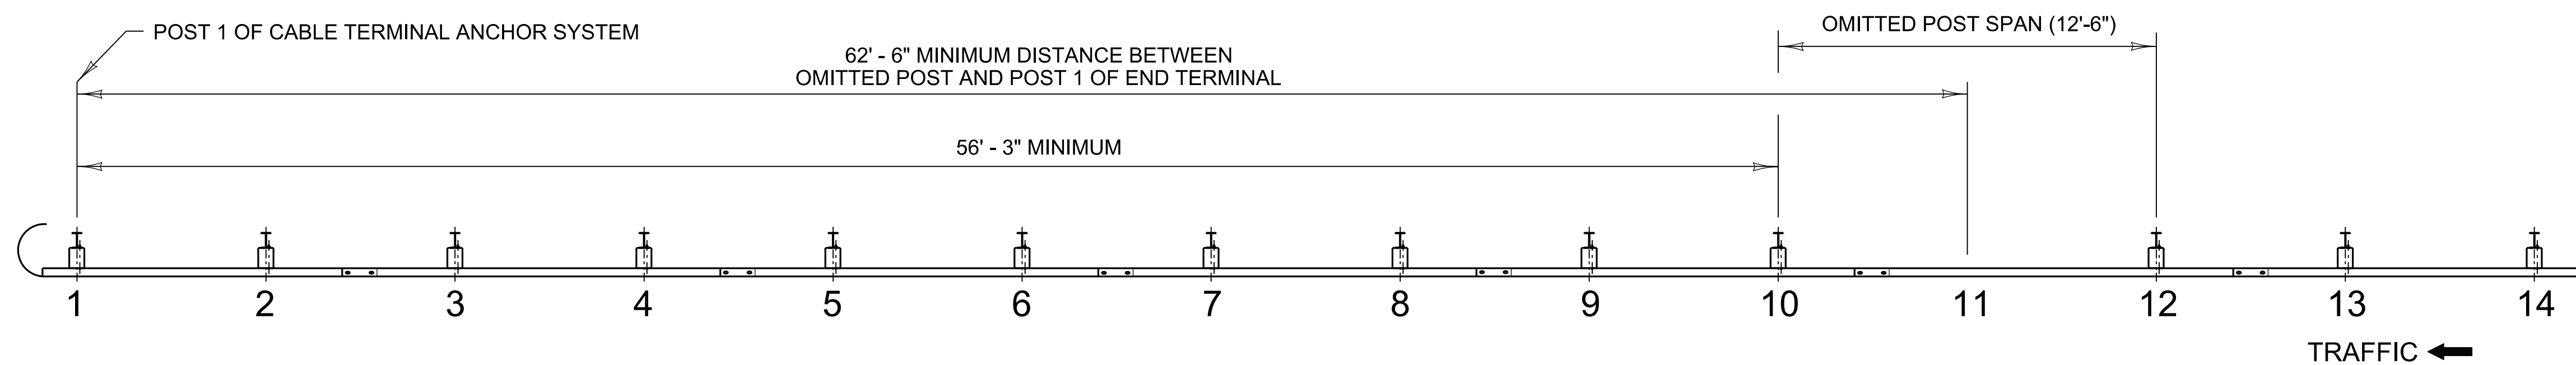 POST 1 OF CABLE TERMINAL ANCHOR SYSTEM
OMITTED POST SPAN (12'-6")
62' - 6" MINIMUM DISTANCE BETWEEN
OMITTED POST AND POST 1 OF END TERMINAL
56' - 3" MINIMUM
1 2 3 4 5 6 7 8 9 10 11 12 13 14
TRAFFIC